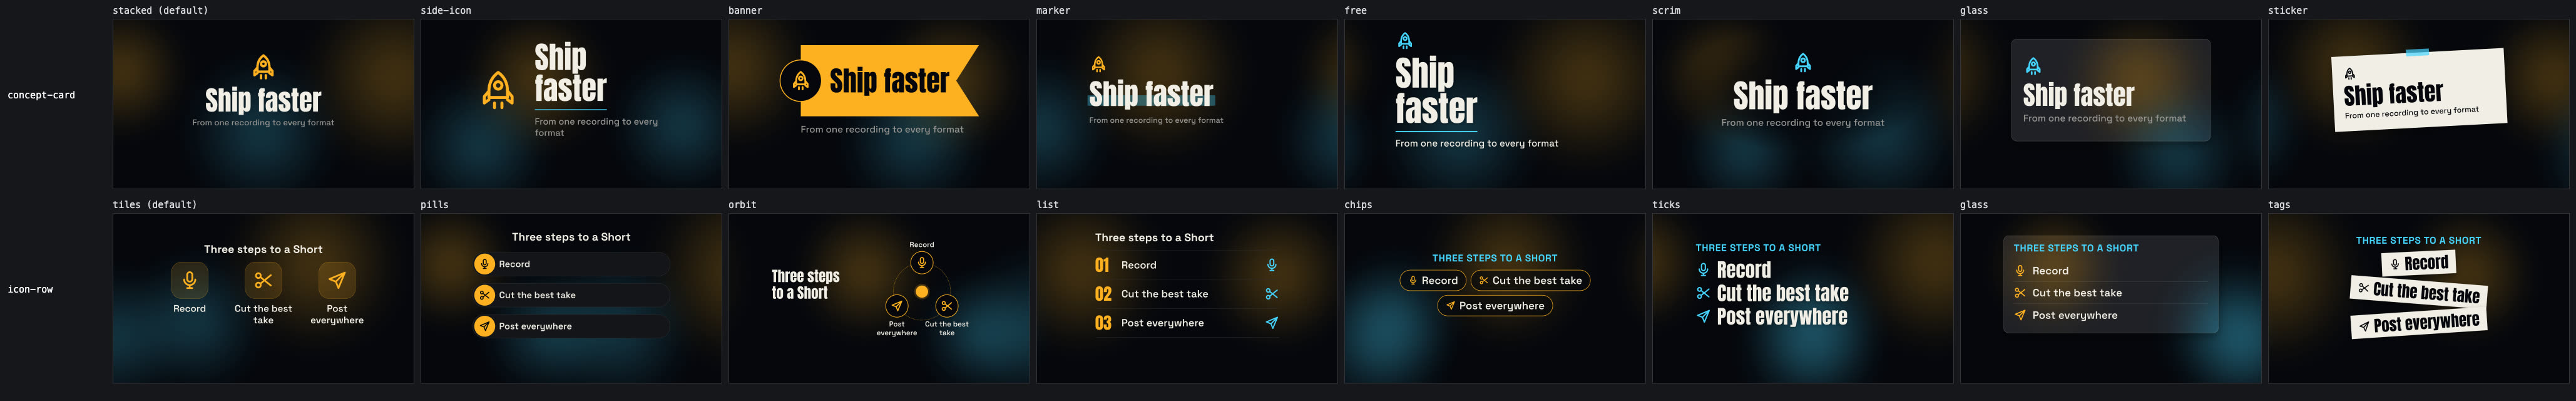 stacked (default)
side-icon
banner
marker
free
scrim
glass
sticker
concept-card
Ship faster
From one recording to every format
Ship
faster
From one recording to every
format
Ship faster
From one recording to every format
Ship faster
From one recording to every format
Ship
faster
From one recording to every format
Ship faster
From one recording to every format
Ship faster
From one recording to every format
Ship faster
From one recording to every format
tiles (default)
pills
orbit
list
chips
ticks
glass
tags
icon-row
Three steps to a Short
Record
Cut the best
take
Post
everywhere
Three steps to a Short
Record
Cut the best take
Post everywhere
Three steps
to a Short
Record
Post
everywhere
Cut the best
take
Three steps to a Short
01 Record
02 Cut the best take
03 Post everywhere
THREE STEPS TO A SHORT
Record
Cut the best take
Post everywhere
THREE STEPS TO A SHORT
Record
Cut the best take
Post everywhere
THREE STEPS TO A SHORT
Record
Cut the best take
Post everywhere
THREE STEPS TO A SHORT
Record
Cut the best take
Post everywhere